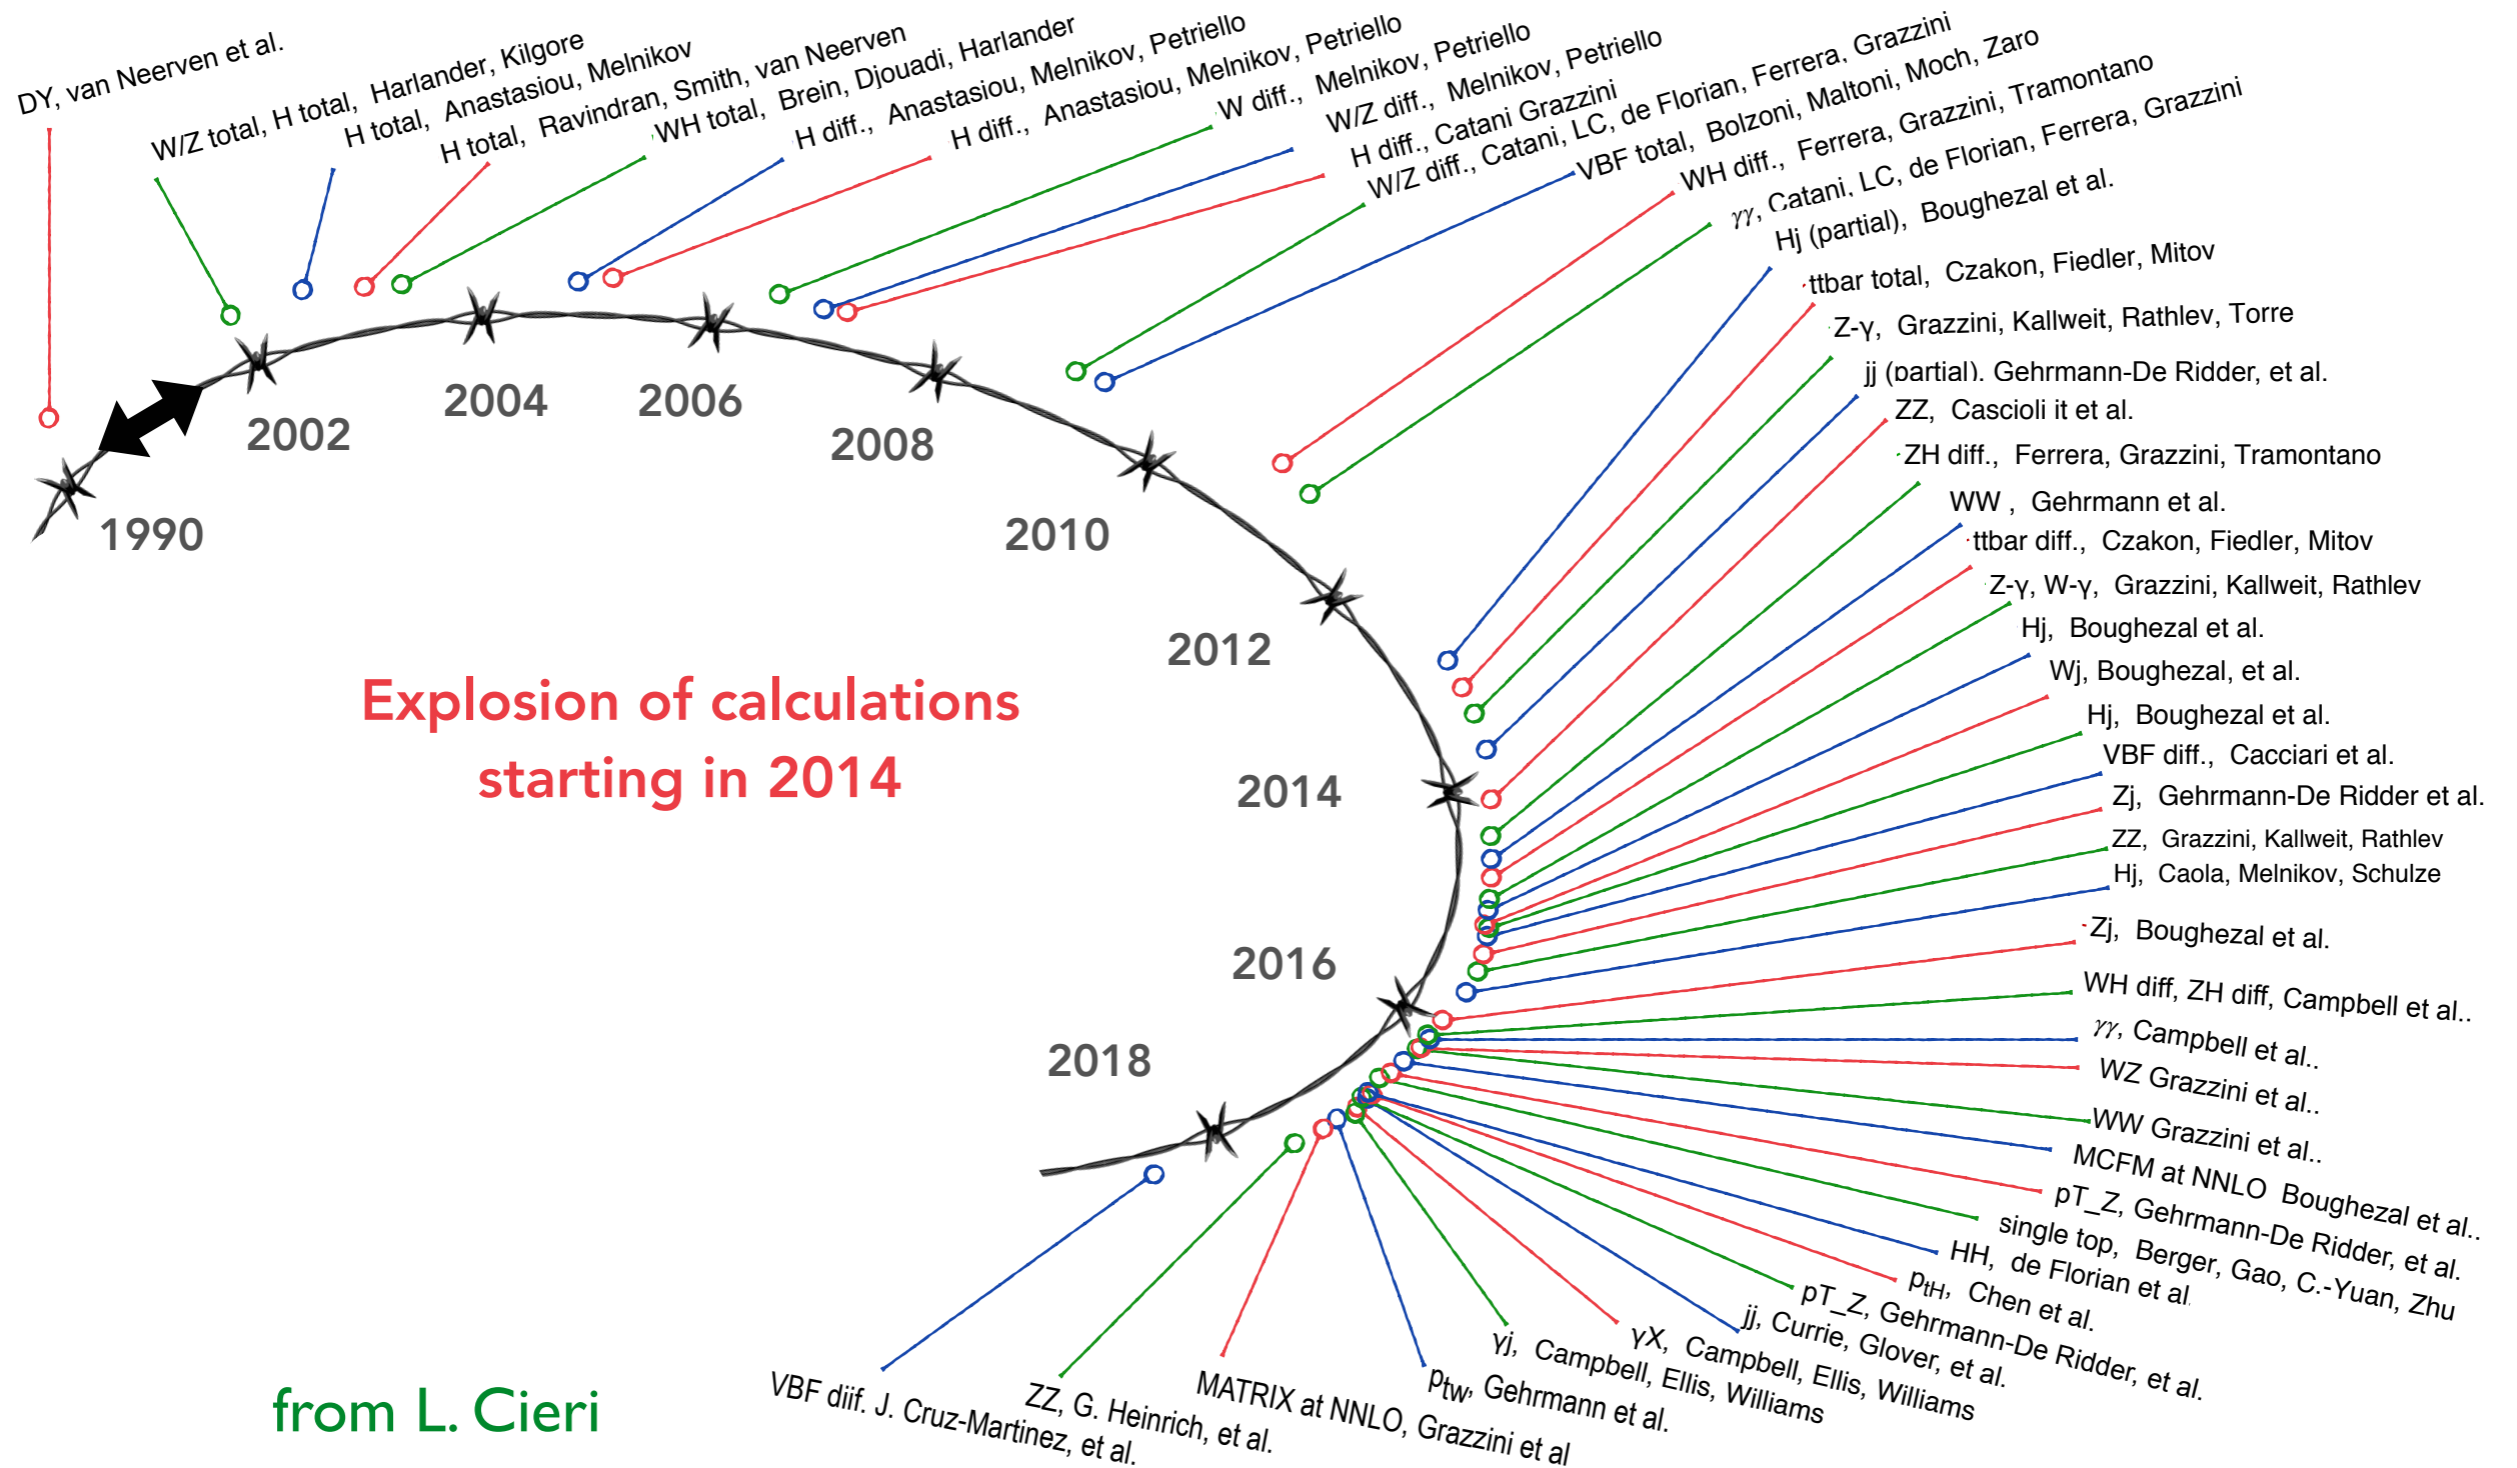 DY, van Neerven et al.
W/Z total, H total, Harlander, Kilgore
H total, Anastasiou, Melnikov
H total, Ravindran, Smith, van Neerven
WH total, Brein, Djouadi, Harlander
H diff., Anastasiou, Melnikov, Petriello
H diff., Anastasiou, Melnikov, Petriello
W diff., Melnikov, Petriello
W/Z diff., Melnikov, Petriello
H diff., Catani Grazzini
W/Z diff., Catani, LC, de Florian, Ferrera, Grazzini
VBF total, Bolzoni, Maltoni, Moch, Zaro
WH diff., Ferrera, Grazzini, Tramontano
γγ, Catani, LC, de Florian, Ferrera, Grazzini
Hj (partial), Boughezal et al.
ttbar total, Czakon, Fiedler, Mitov
Z-γ, Grazzini, Kallweit, Rathlev, Torre
jj (partial), Gehrmann-De Ridder, et al.
ZZ, Cascioli it et al.
ZH diff., Ferrera, Grazzini, Tramontano
WW , Gehrmann et al.
ttbar diff., Czakon, Fiedler, Mitov
Z-γ, W-γ, Grazzini, Kallweit, Rathlev
Hj, Boughezal et al.
Wj, Boughezal, et al.
Hj, Boughezal et al.
VBF diff., Cacciari et al.
Zj, Gehrmann-De Ridder et al.
ZZ, Grazzini, Kallweit, Rathlev
Hj, Caola, Melnikov, Schulze
Zj, Boughezal et al.
WH diff, ZH diff, Campbell et al..
γγ, Campbell et al..
WZ Grazzini et al..
WW Grazzini et al..
MCFM at NNLO Boughezal et al..
pT_Z, Gehrmann-De Ridder, et al.
single top, Berger, Gao, C.-Yuan, Zhu
HH, de Florian et al.
ptH, Chen et al.
pT_Z, Gehrmann-De Ridder, et al.
jj, Currie, Glover, et al.
γX, Campbell, Ellis, Williams
γj, Campbell, Ellis, Williams
ptw, Gehrmann et al.
MATRIX at NNLO, Grazzini et al
ZZ, G. Heinrich, et al.
VBF diif. J. Cruz-Martinez, et al.
1990
2002
2004
2006
2008
2010
2012
2014
2016
2018
Explosion of calculations
starting in 2014
from L. Cieri